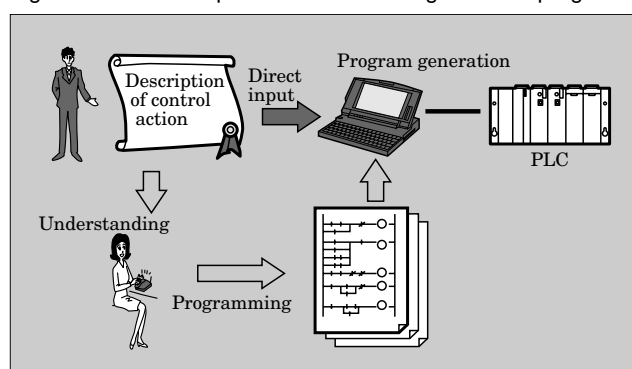 Description
of control
action
Direct
input
Program generation
PLC
Understanding
Programming